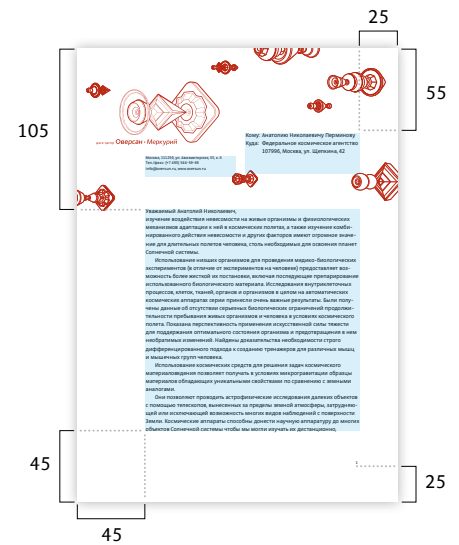 25
55
105
дата-центр Оверсан-Меркурий
Кому: Анатолию Николаевичу Перминову
Куда: Федеральное космическое агентство
107996, Москва, ул. Щепкина, 42
Москва, 111250, ул. Авиамоторная, 53, к. 6
Тел./факс: (+7 495)
info@oversun.ru, www.oversun.ru
Уважаемый Анатолий Николаевич,
изучение воздействия невесомости на живые организмы и физиологических
механизмов адаптации к ней в космических полетах, а также изучение комби-
нированного действия невесомости и других факторов имеют огромное значе-
ние для длительных полетов человека, столь необходимых для освоения планет
Солнечной системы.
Использование низших организмов для проведения медико-биологических
экспериментов (в отличие от экспериментов на человеке) предоставляет воз-
можность более жесткой их постановки, включая последующее препарирование
использованного биологического материала. Исследования внутриклеточных
процессов, клеток, тканей, органов и организмов в целом на автоматических
космических аппаратах серии принесли очень важные результаты. Были полу-
чены данные об отсутствии серьезных биологических ограничений продолжи-
тельности пребывания живых организмов и человека в условиях космического
полета. Показана перспективность применения искусственной силы тяжести
для поддержания оптимального состояния организма и предотвращения в нем
необратимых изменений. Найдены доказательства необходимости строго
дифференцированного подхода к созданию тренажеров для различных мышц
и мышечных групп человека.
Использование космических средств для решения задач космического
материаловедения позволяет получать в условиях микрогравитации образцы
материалов обладающих уникальными свойствами по сравнению с земными
аналогами.
Они позволяют проводить астрофизические исследования далеких объектов
с помощью телескопов, вынесенных за пределы земной атмосферы, затрудняю-
щей или исключающей возможность многих видов наблюдений с поверхности
Земли. Космические аппараты способны донести научную аппаратуру до многих
объектов Солнечной системы чтобы мы могли изучать их дистанционно,
45
1
25
45